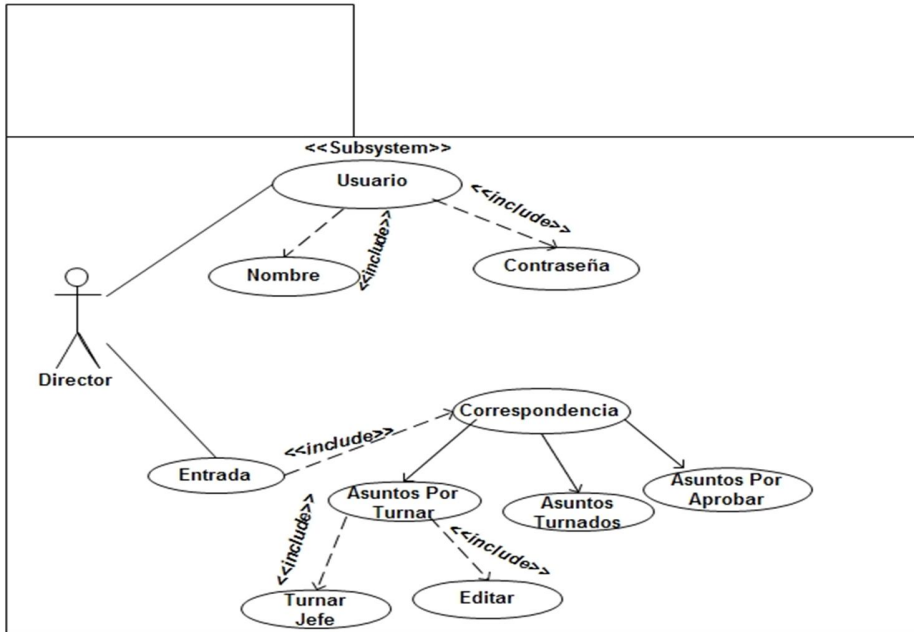 <<Subsystem>>
Usuario
<<include>>
<<include>>
Nombre
Contraseña
Director
Correspondencia
<<include>>
Entrada
Asuntos Por
Turnar
Asuntos
Turnados
Asuntos Por
Aprobar
<<include>>
<<include>>
Turnar
Jefe
Editar